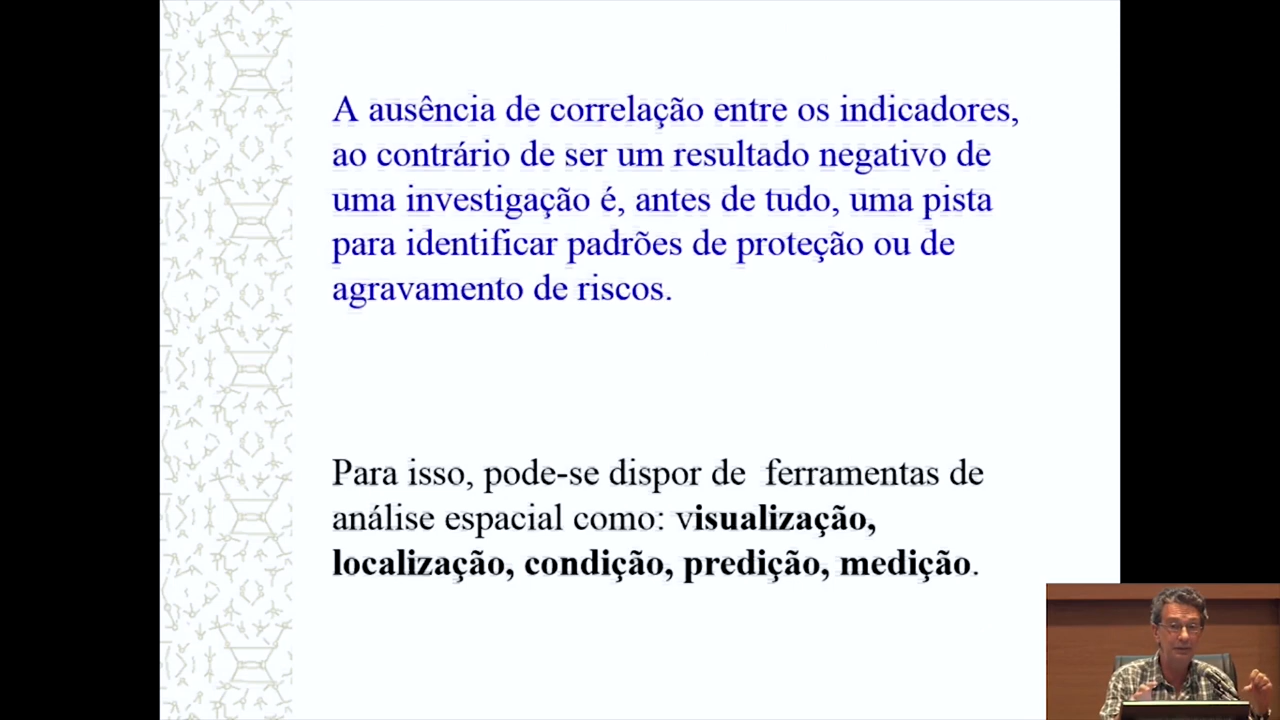 A ausência de correlação entre os indicadores,
ao contrário de ser um resultado negativo de
uma investigação é, antes de tudo, uma pista
para identificar padrões de proteção ou de
agravamento de riscos.
Para isso, pode-se dispor de  ferramentas de
análise espacial como: visualização,
localização, condição, predição, medição.